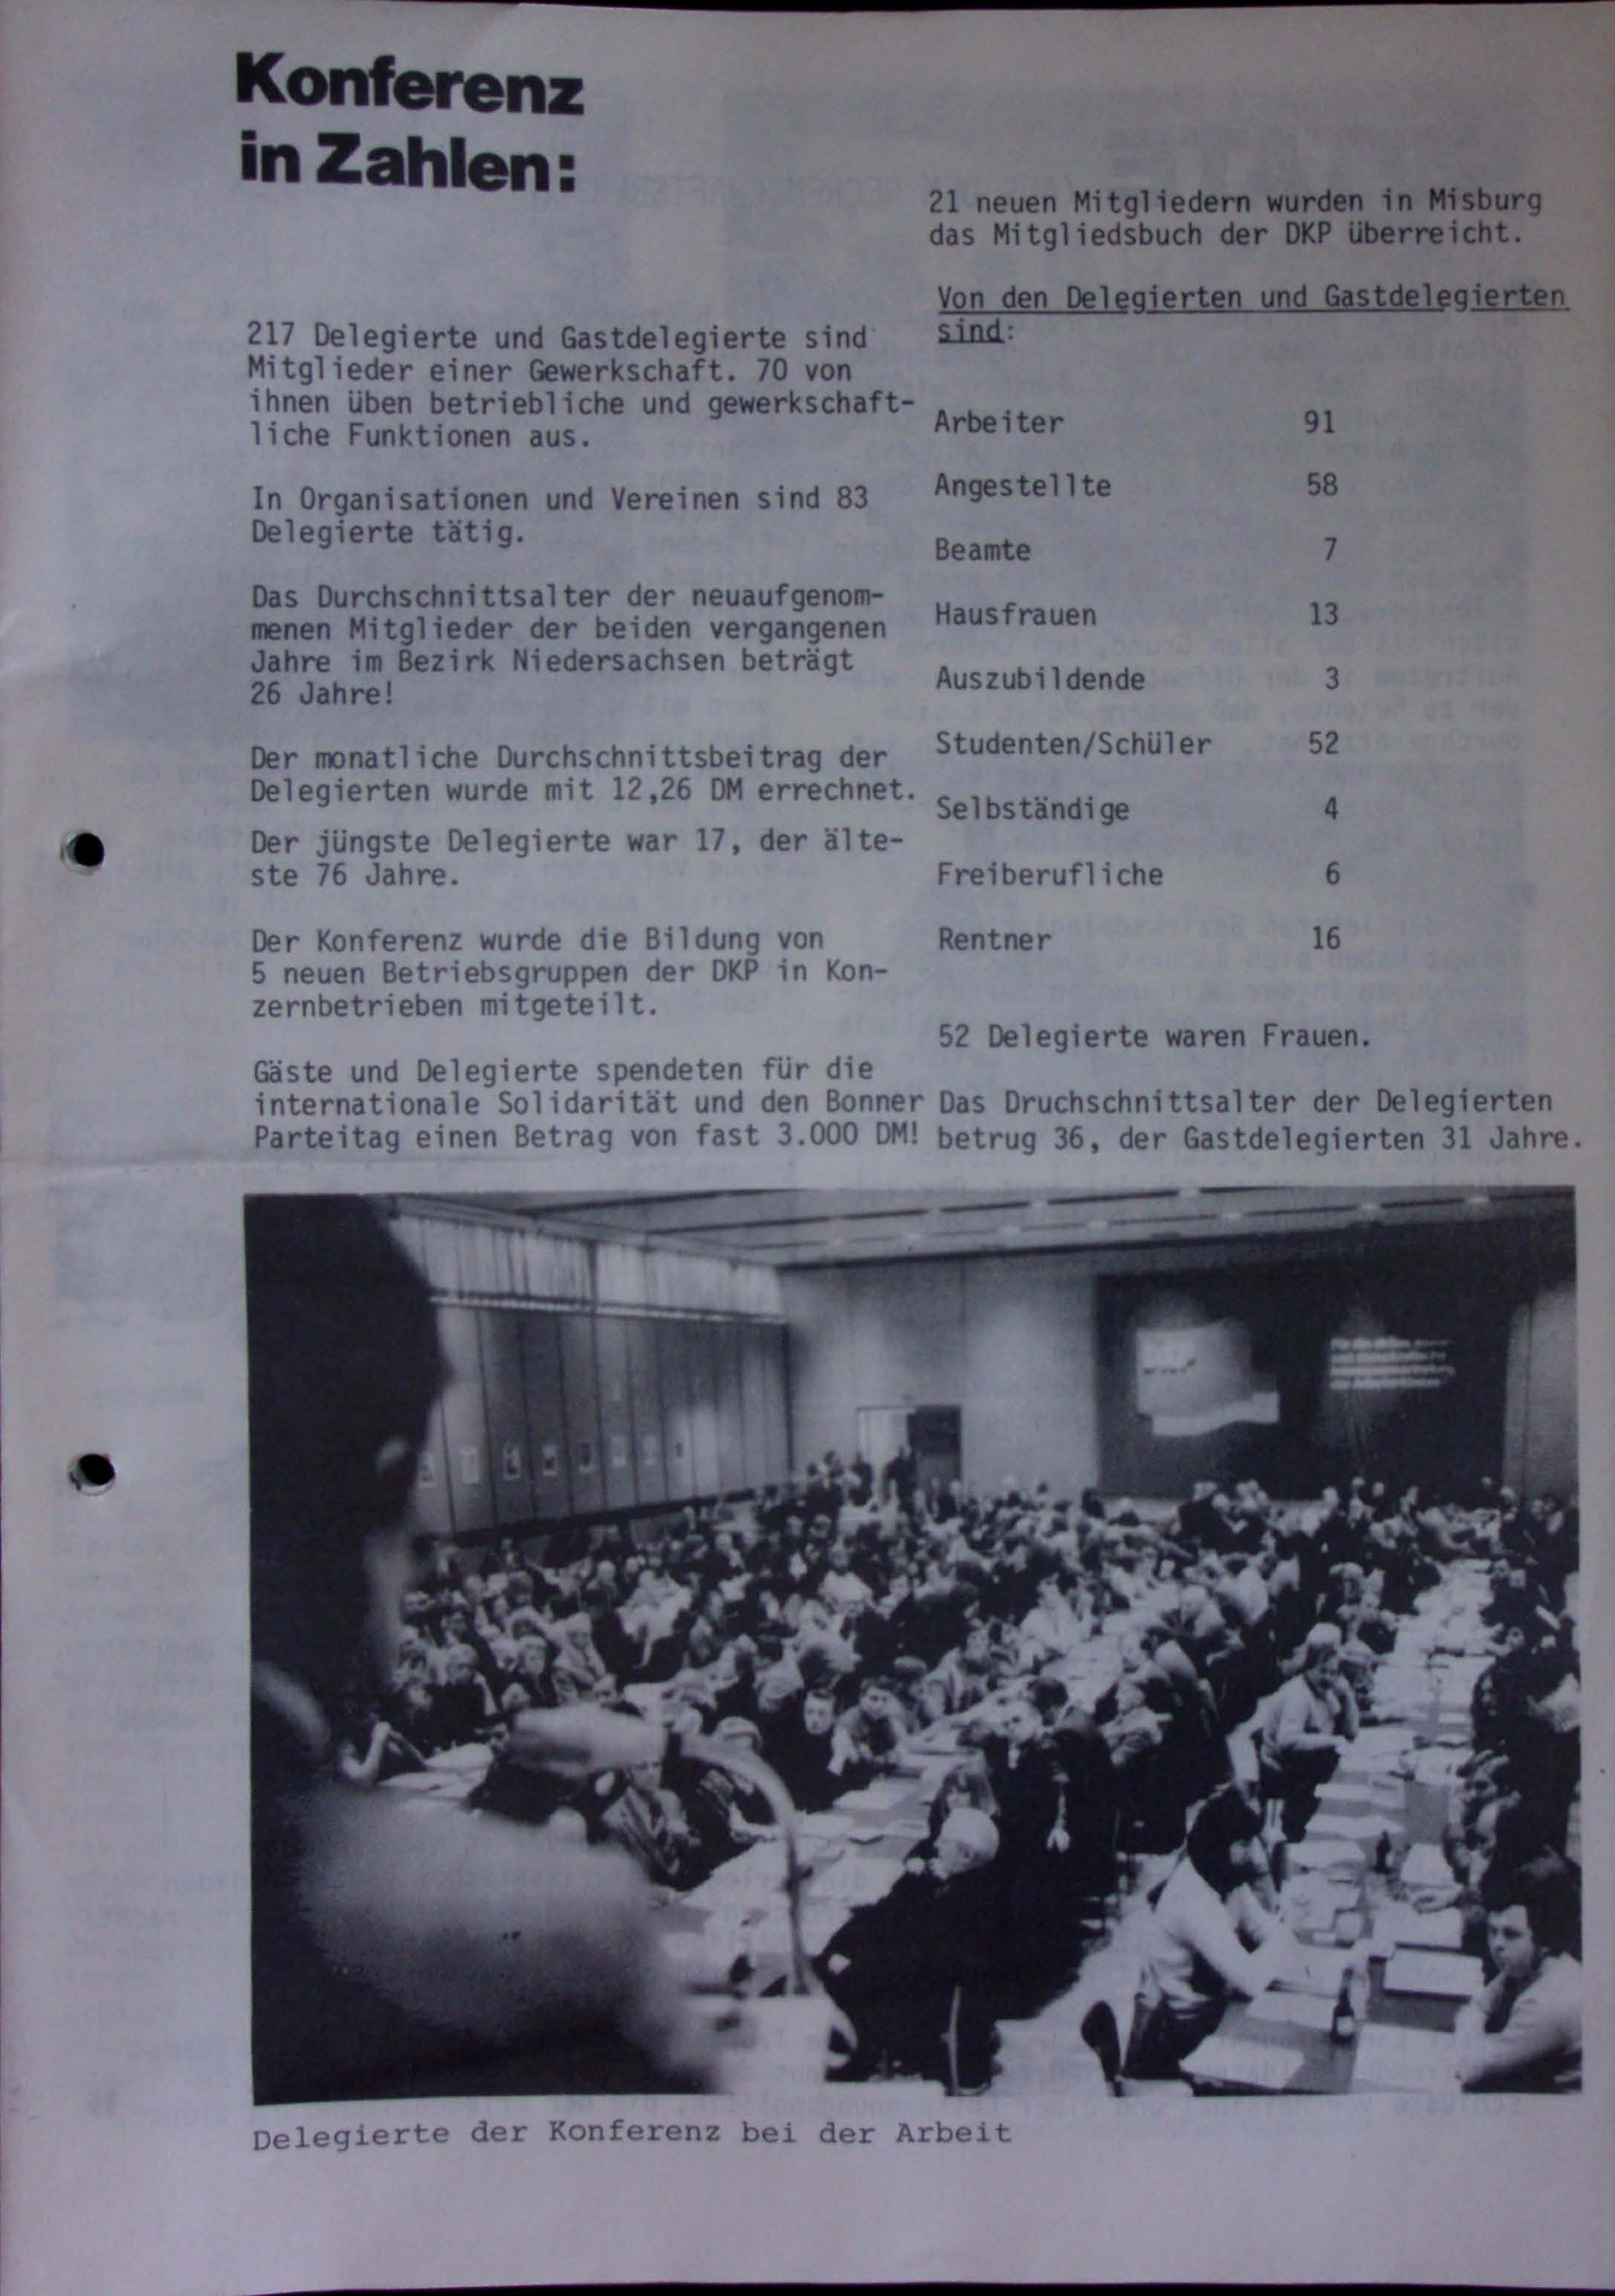 Konferenz
in Zahlen:
217 Delegierte und Gastdelegierte sind
Mitglieder einer Gewerkschaft. 70 von
ihnen üben betriebliche und gewerkschaft-
liche Funktionen aus.
In Organisationen und Vereinen sind 83
Delegierte tätig.
Das Durchschnittsalter der neuaufgenom-
menen Mitglieder der beiden vergangenen
Jahre im Bezirk Niedersachsen beträgt
26 Jahre!
Der monatliche Durchschnittsbeitrag der
Delegierten wurde mit 12,26 DM errechnet.
Der jüngste Delegierte war 17, der älte-
ste 76 Jahre.
Der Konferenz wurde die Bildung von
5 neuen Betriebsgruppen der DKP in Kon-
zernbetrieben mitgeteilt.
Gäste und Delegierte spendeten für die
internationale Solidarität und den Bonner
Parteitag einen Betrag von fast 3.000 DM!
21 neuen Mitgliedern wurden in Misburg
das Mitgliedsbuch der DKP überreicht.
Von den Delegierten und Gastdelegierten
sind:
Arbeiter 91
Angestellte 58
Beamte 7
Hausfrauen 13
Auszubildende 3
Studenten/Schüler 52
Selbständige 4
Freiberufliche 6
Rentner 16
52 Delegierte waren Frauen.
Das Druchschnittsalter der Delegierten
betrug 36, der Gastdelegierten 31 Jahre.
Delegierte der Konferenz bei der Arbeit